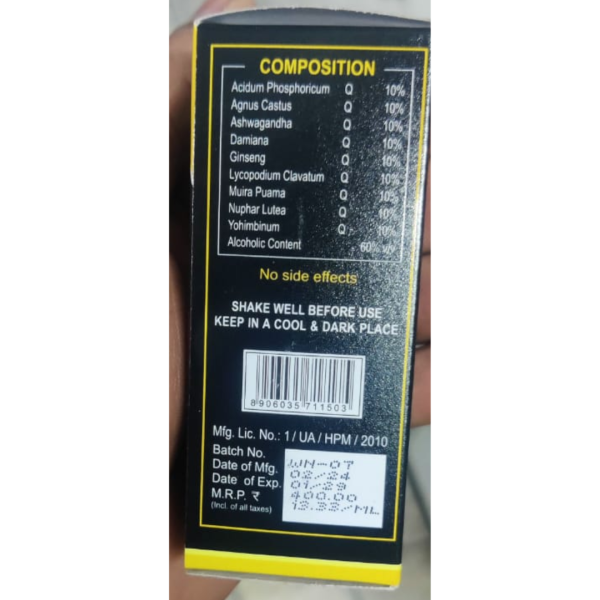 COMPOSITION
Acidum Phosphoricum Q 10%
Agnus Castus Q 10%
Ashwagandha Q 10%
Damiana Q 10%
Ginseng Q 10%
Lycopodium Clavatum Q 10%
Muira Puama Q 10%
Nuphar Lutea Q 10%
Yohimbinum Q 10%
Alcoholic Content 60% v/v
No side effects
SHAKE WELL BEFORE USE
KEEP IN A COOL & DARK PLACE
8 906035 711503
Mfg. Lic. No.: 1 / UA / HPM / 2010
Batch No. WN-07
Date of Mfg. 02/24
Date of Exp. 01/29
M.R.P. ₹ 400.00
(Incl. of all taxes) 13.33/ML